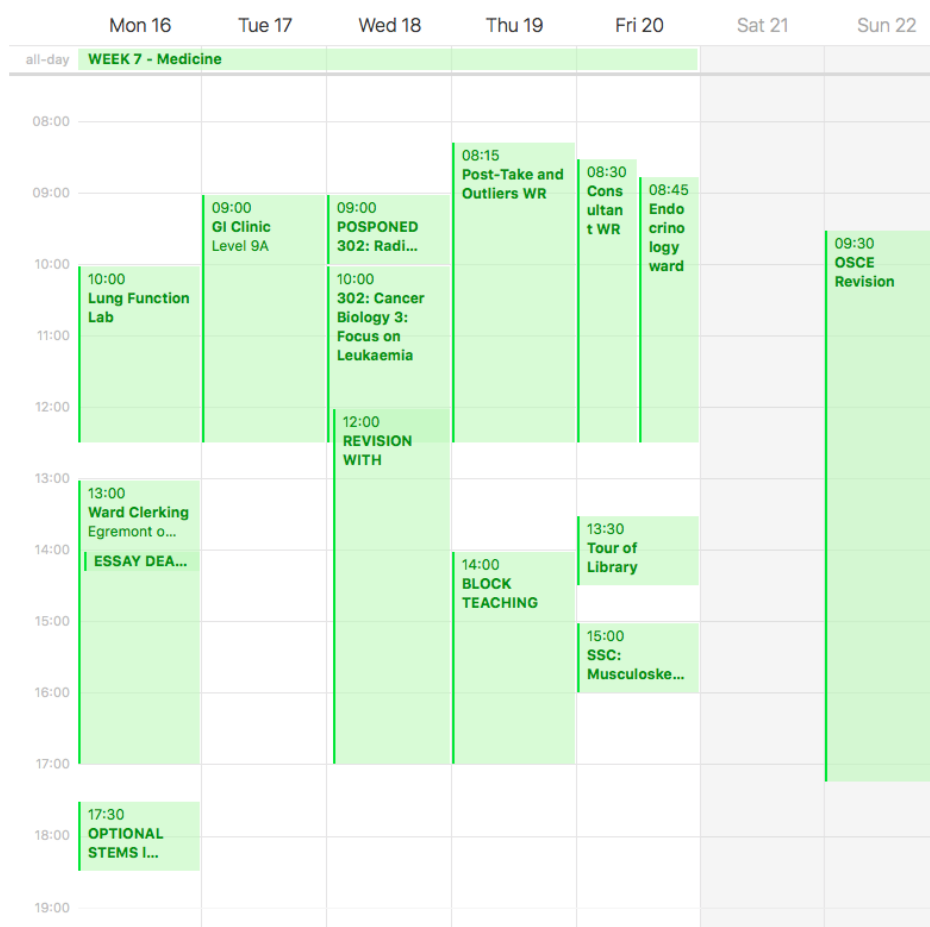 Mon 16
Tue 17
Wed 18
Thu 19
Fri 20
Sat 21
Sun 22
all-day
WEEK 7 - Medicine
08:00
09:00
10:00
11:00
12:00
13:00
14:00
15:00
16:00
17:00
18:00
19:00
10:00
Lung Function
Lab
13:00
Ward Clerking
Egremont o...
ESSAY DEA...
17:30
OPTIONAL
STEMS I...
09:00
GI Clinic
Level 9A
09:00
POSPONED
302: Radi...
10:00
302: Cancer
Biology 3:
Focus on
Leukaemia
12:00
REVISION
WITH
08:15
Post-Take and
Outliers WR
14:00
BLOCK
TEACHING
08:30
Cons
ultan
t WR
08:45
Endo
crino
logy
ward
13:30
Tour of
Library
15:00
SSC:
Musculoske...
09:30
OSCE
Revision